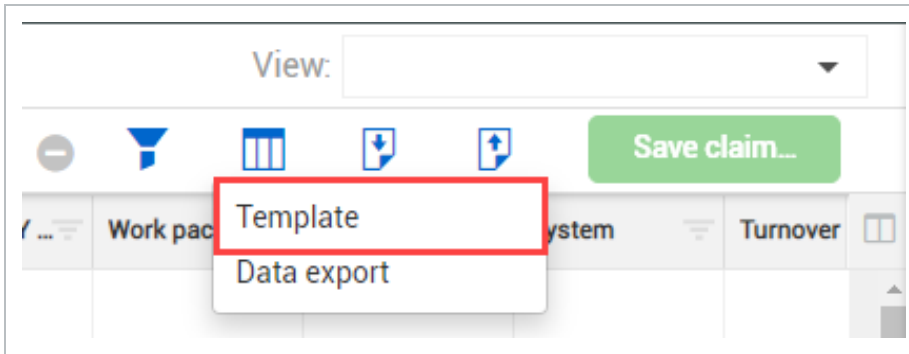 View:
Save claim...
Y ... Work pac ystem Turnover
Template
Data export